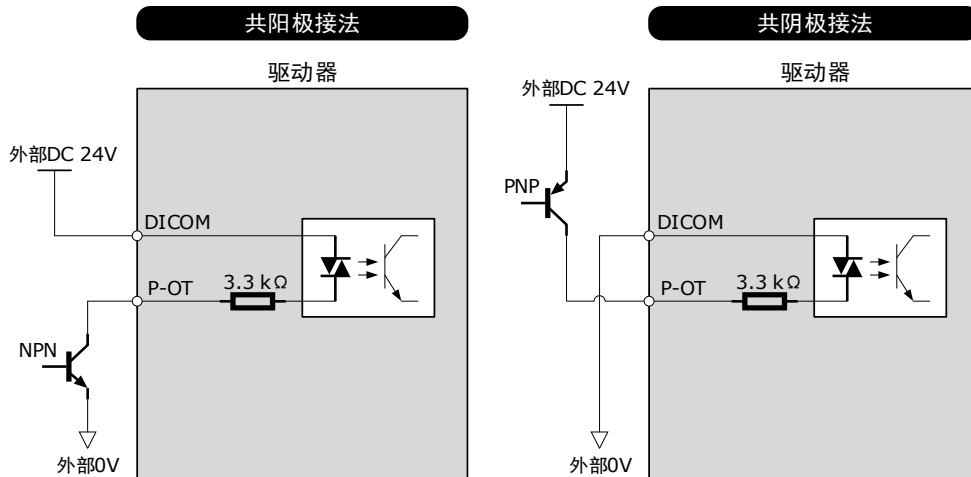 共阳极接法
驱动器
外部DC 24V
DICOM
P-OT
3.3 kΩ
NPN
外部0V
共阴极接法
驱动器
外部DC 24V
PNP
DICOM
P-OT
3.3 kΩ
外部0V